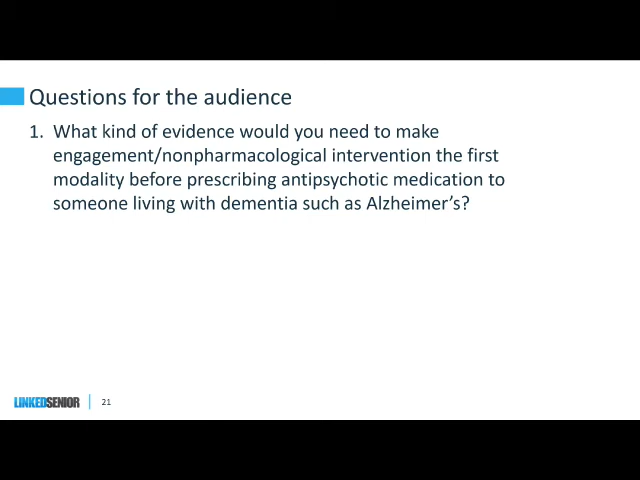 Questions for the audience
1. What kind of evidence would you need to make
engagement/nonpharmacological intervention the first
modality before prescribing antipsychotic medication to
someone living with dementia such as Alzheimer’s?
LINKEDSENIOR
21